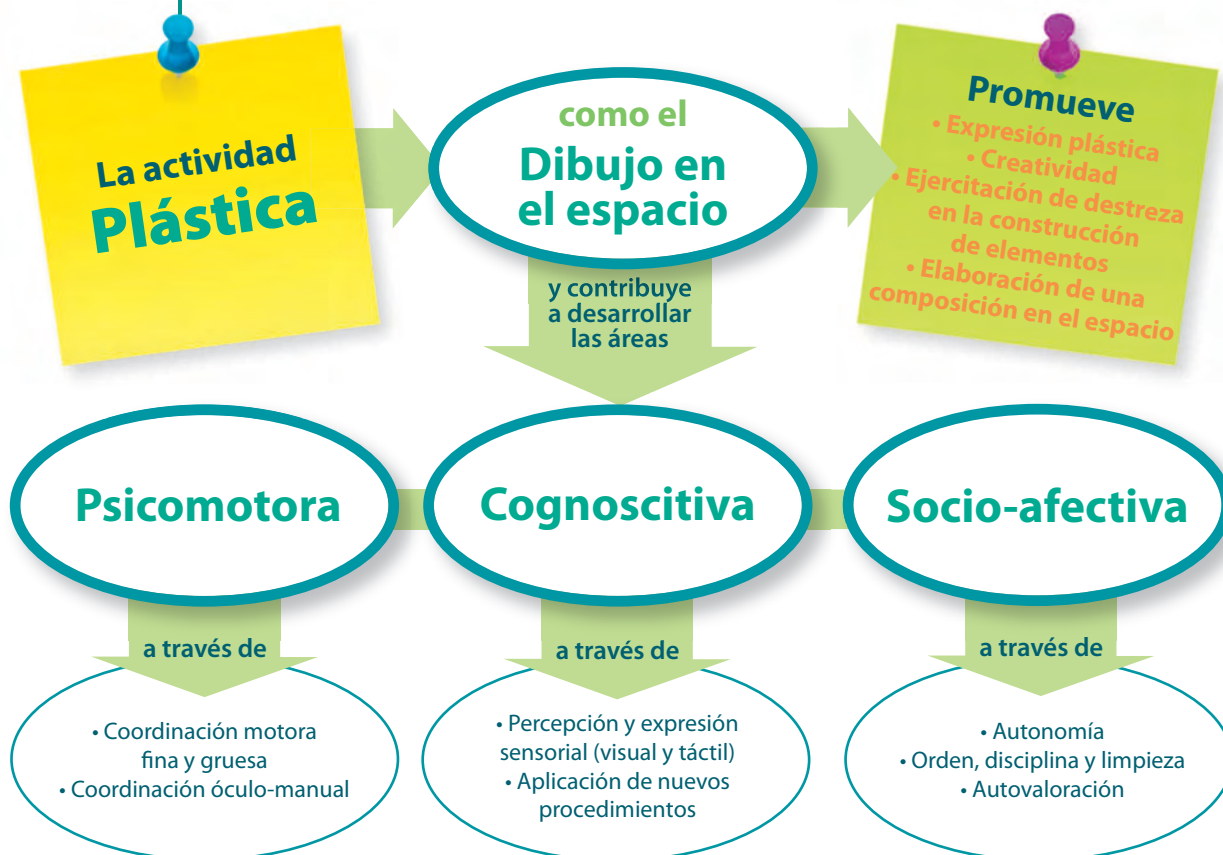 La actividad
Plástica
como el
Dibujo en
el espacio
Promueve
• Expresión plástica
• Creatividad
• Ejercitación de destreza
en la construcción
de elementos
• Elaboración de una
composición en el espacio
y contribuye
a desarrollar
las áreas
Psicomotora
Cognoscitiva
Socio-afectiva
a través de
a través de
a través de
• Coordinación motora
fina y gruesa
• Coordinación óculo-manual
• Percepción y expresión
sensorial (visual y táctil)
• Aplicación de nuevos
procedimientos
• Autonomía
• Orden, disciplina y limpieza
• Autovaloración